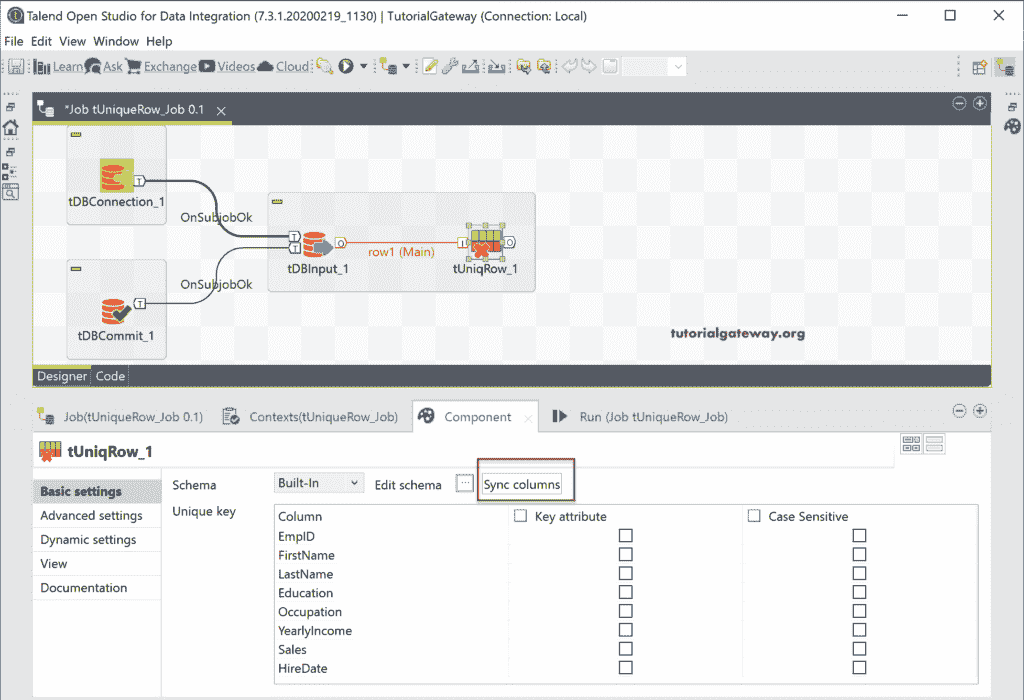 Talend Open Studio for Data Integration (7.3.1.20200219_1130) | TutorialGateway (Connection: Local)
File Edit View Window Help
Learn Ask Exchange Videos Cloud
*Job tUniqueRow_Job 0.1
T
tDBConnection_1
OnSubjobOk
T
T
O
row1 (Main)
I
O
tDBInput_1
tUniqRow_1
OnSubjobOk
T
tDBCommit_1
tutorialgateway.org
Designer Code
Job(tUniqueRow_Job 0.1) Contexts(tUniqueRow_Job) Component Run (Job tUniqueRow_Job)
tUniqRow_1
Basic settings
Advanced settings
Dynamic settings
View
Documentation
Schema Built-In Edit schema ... Sync columns
Unique key
Column Key attribute Case Sensitive
EmpID
FirstName
LastName
Education
Occupation
YearlyIncome
Sales
HireDate